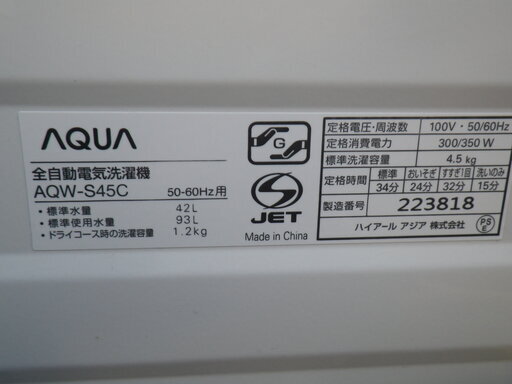 AQUA
全自動電気洗濯機
AQW-S45C 50-60Hz用
・標準水量 42L
・標準使用水量 93L
・ドライコース時の洗濯容量 1.2kg
G
S
JET
Made in China
定格電圧・周波数 100V・50/60Hz
定格消費電力 300/350W
標準洗濯容量 4.5kg
定格時間 標準 おいそぎ すすぎ1回 洗いのみ
34分 24分 32分 15分
製造番号 223818
ハイアール アジア 株式会社
PS
E